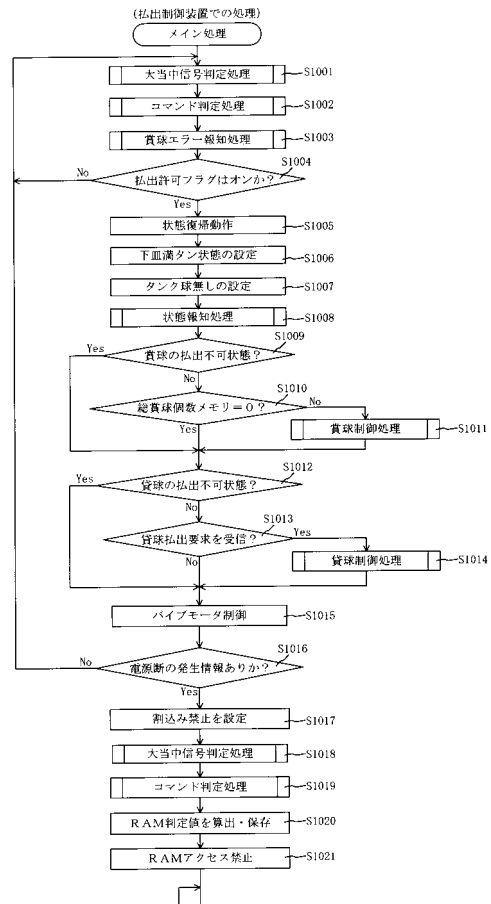 (払出制御装置での処理)
メイン処理
大当中信号判定処理 S1001
コマンド判定処理 S1002
賞球エラー報知処理 S1003
S1004
No 払出許可フラグはオンか?
Yes
状態復帰動作 S1005
下皿満タン状態の設定 S1006
タンク球無しの設定 S1007
状態報知処理 S1008
S1009
Yes 賞球の払出不可状態?
No S1010
総賞球個数メモリ=0? No
Yes 賞球制御処理 S1011
S1012
Yes 貸球の払出不可状態?
No S1013
貸球払出要求を受信? Yes
No 貸球制御処理 S1014
バイブモータ制御 S1015
S1016
No 電源断の発生情報ありか?
Yes
割込み禁止を設定 S1017
大当中信号判定処理 S1018
コマンド判定処理 S1019
RAM判定値を算出・保存 S1020
RAMアクセス禁止 S1021